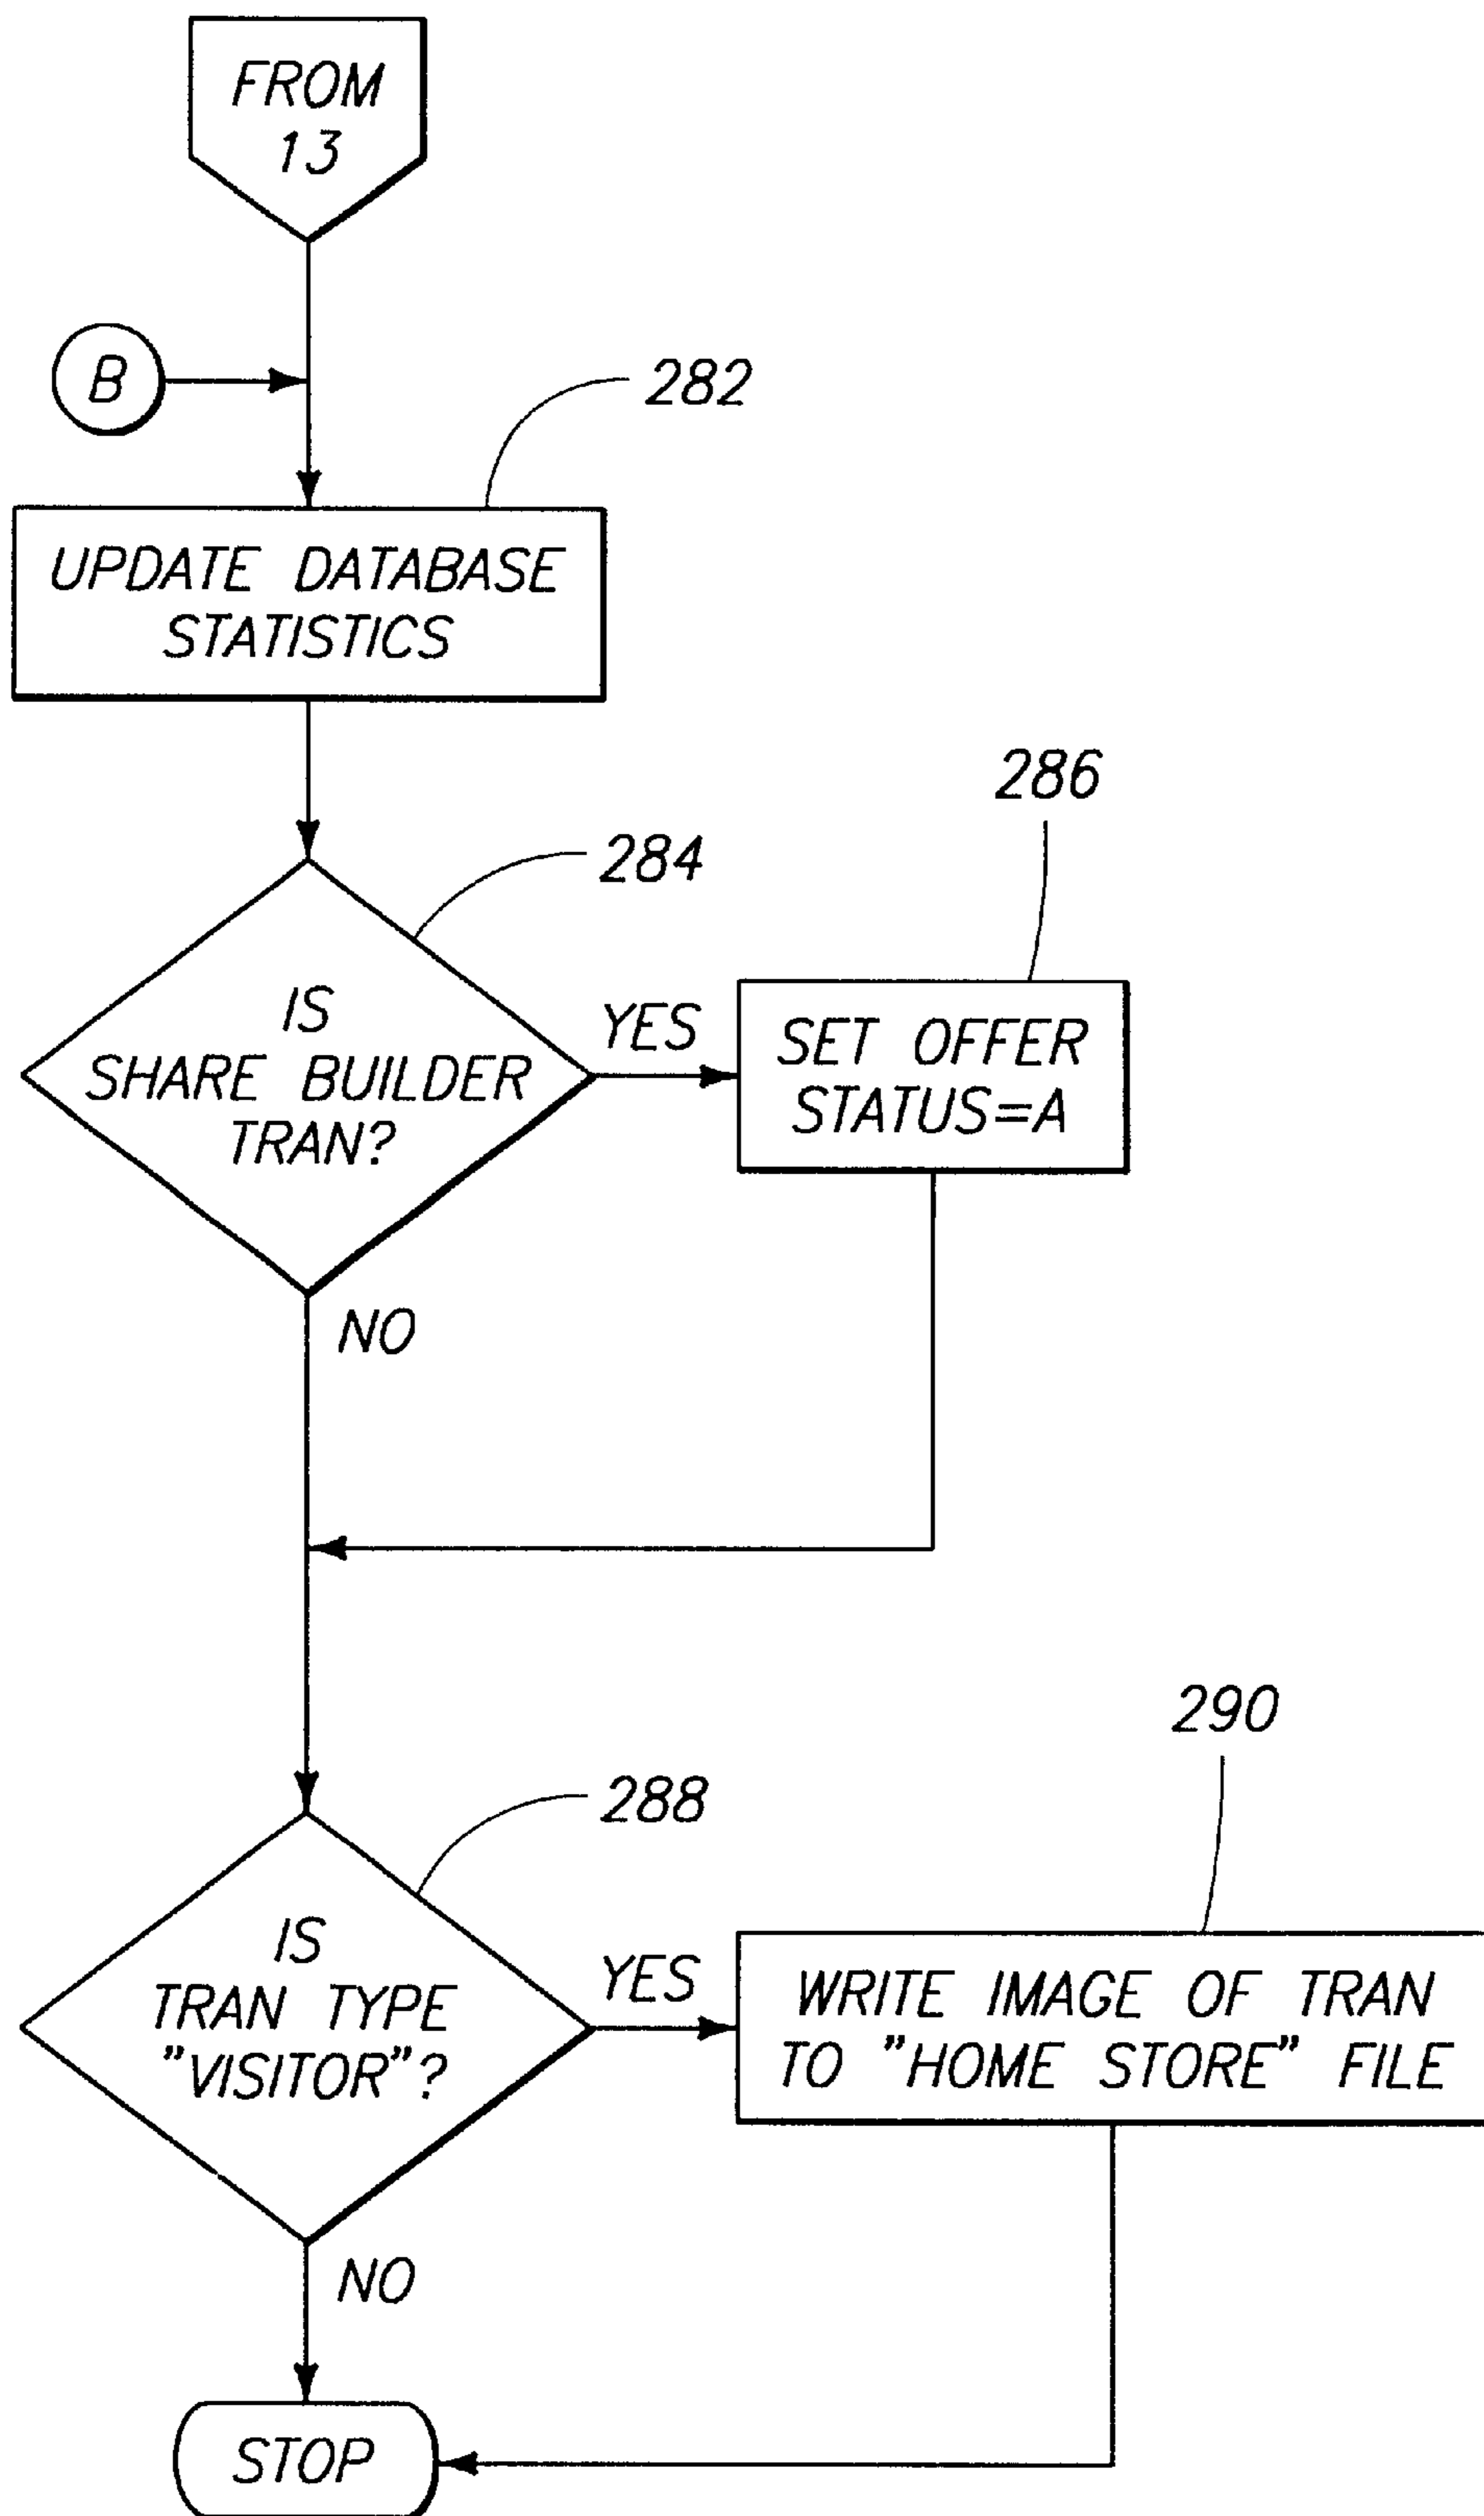 FROM
13
B
282
UPDATE DATABASE
STATISTICS
286
284
IS
SHARE BUILDER
TRAN?
YES
SET OFFER
STATUS=A
NO
290
288
IS
TRAN TYPE
"VISITOR"?
YES
WRITE IMAGE OF TRAN
TO "HOME STORE" FILE
NO
STOP